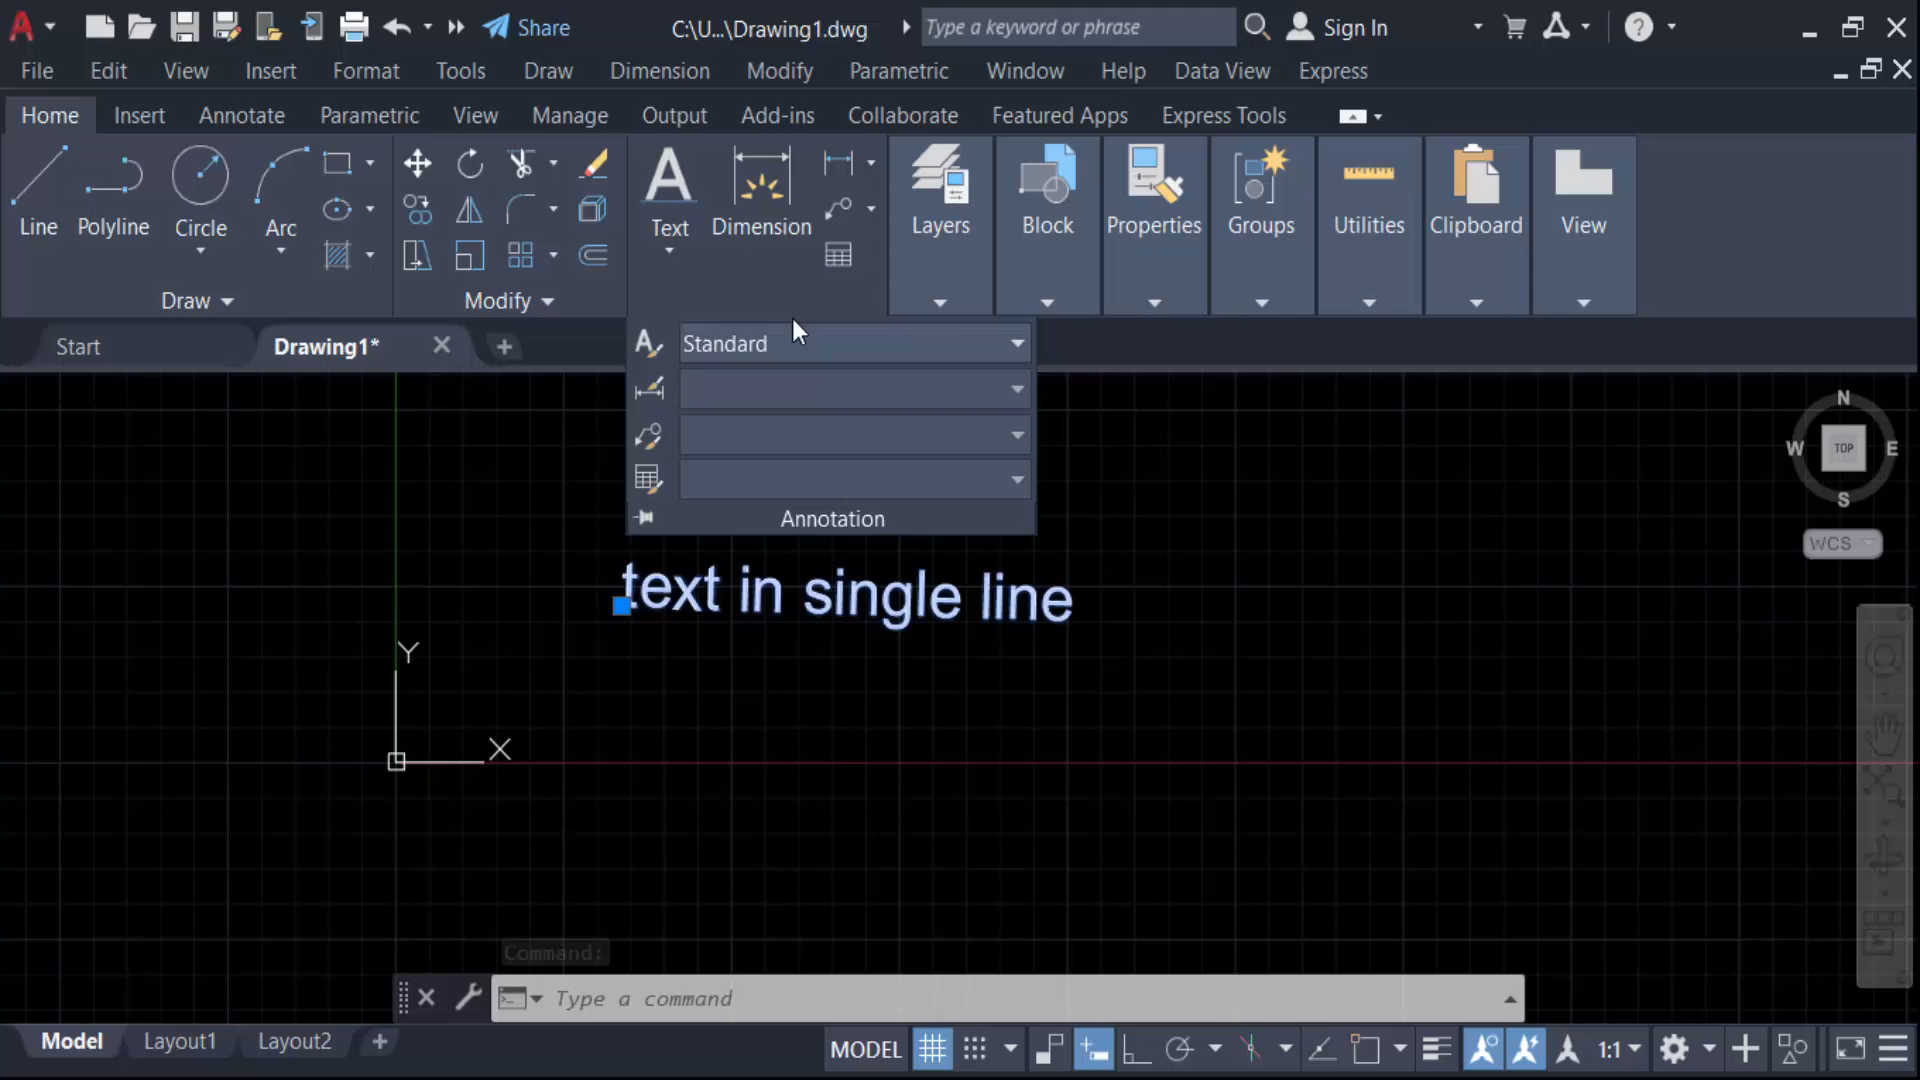 C:\U...\Drawing1.dwg
Type a keyword or phrase
Sign In
Share
File Edit View Insert Format Tools Draw Dimension Modify Parametric Window Help Data View Express
Home Insert Annotate Parametric View Manage Output Add-ins Collaborate Featured Apps Express Tools
Line Polyline Circle Arc
Text Dimension
Layers Block Properties Groups Utilities Clipboard View
Draw Modify
Start Drawing1*
Standard
Annotation
N
W TOP E
S
WCS
text in single line
Y
X
Command:
Type a command
Model Layout1 Layout2
MODEL 1:1